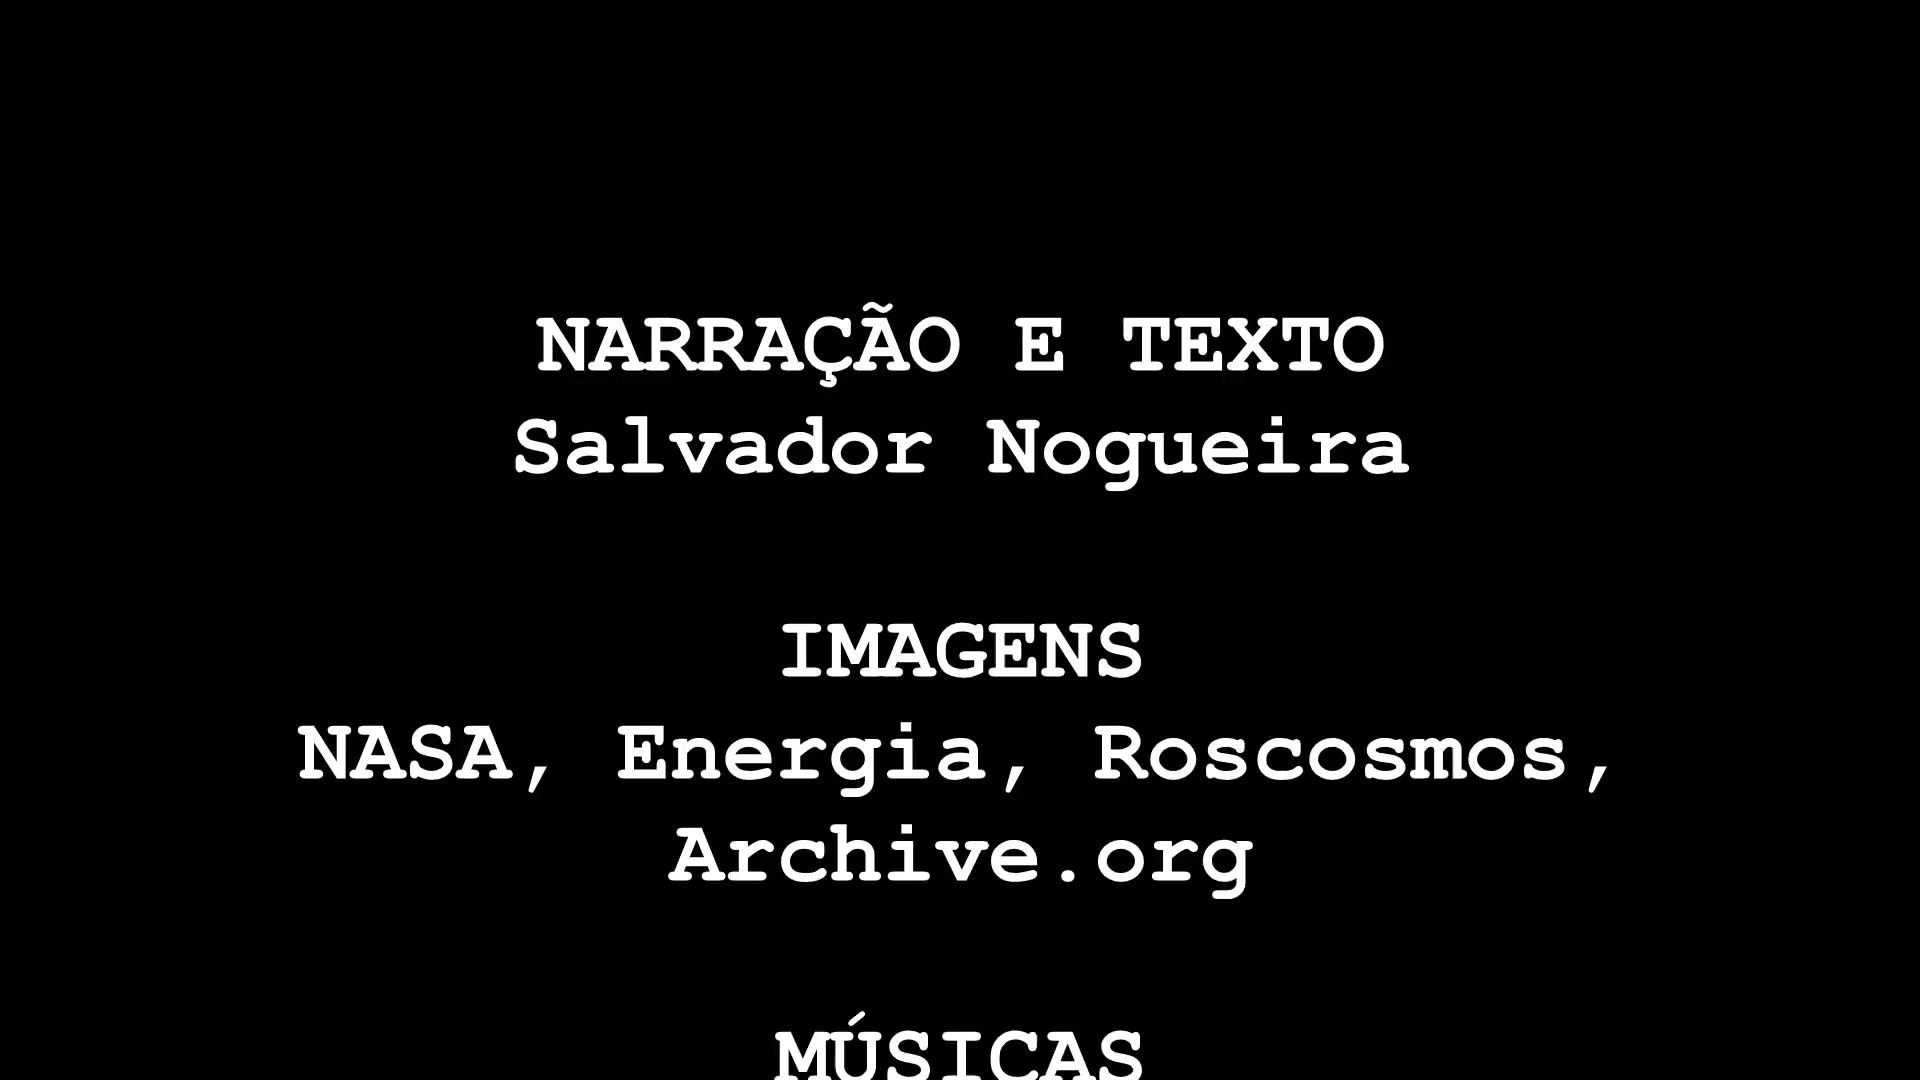 NARRAÇÃO E TEXTO
Salvador Nogueira
IMAGENS
NASA, Energia, Roscosmos,
Archive.org
MÚSICAS